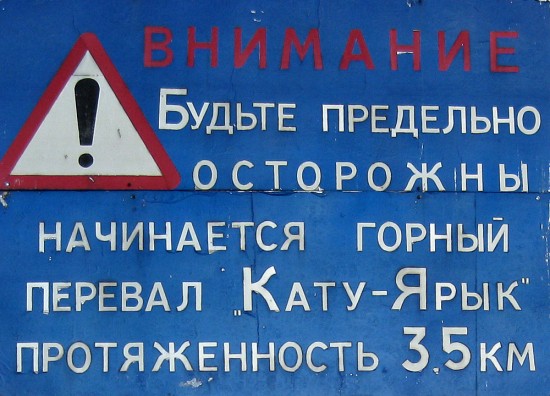 ВНИМАНИЕ
БУДЬТЕ ПРЕДЕЛЬНО
ОСТОРОЖНЫ
НАЧИНАЕТСЯ ГОРНЫЙ
ПЕРЕВАЛ „КАТУ-ЯРЫК"
ПРОТЯЖЕННОСТЬ 3.5 КМ